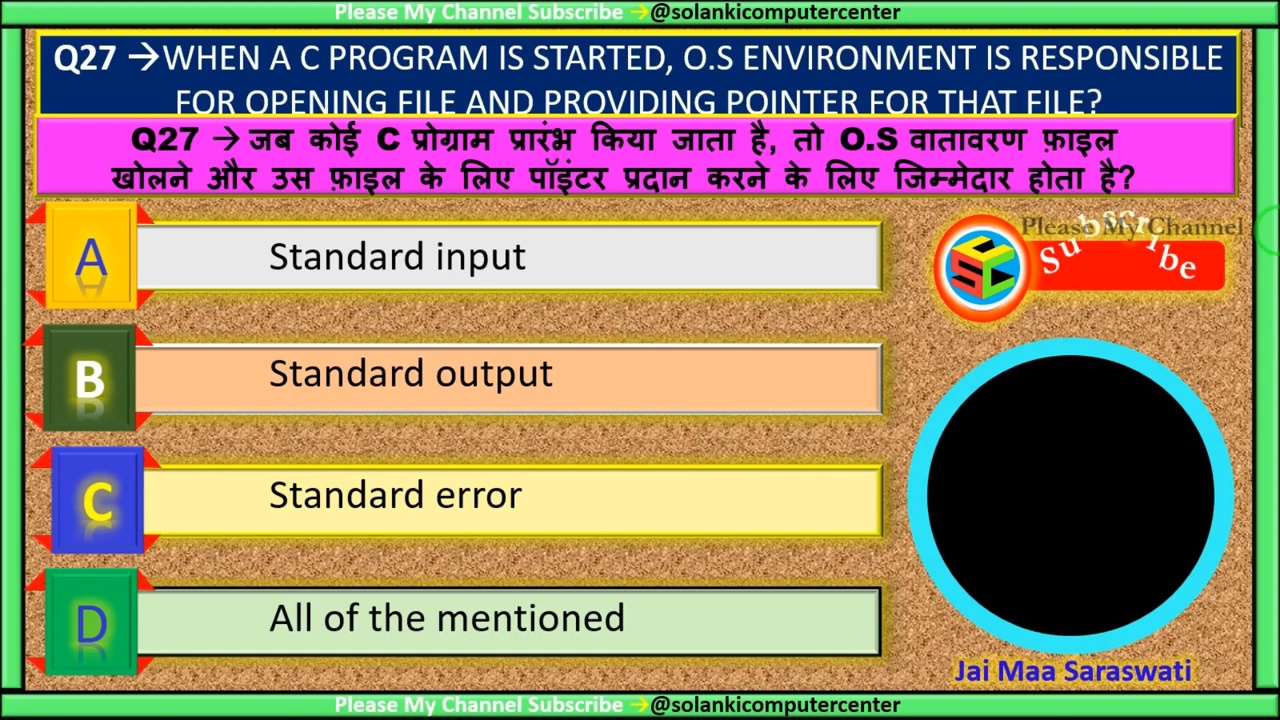 Please My Channel Subscribe →@solankicomputercenter
Q27 →WHEN A C PROGRAM IS STARTED, O.S ENVIRONMENT IS RESPONSIBLE
FOR OPENING FILE AND PROVIDING POINTER FOR THAT FILE?
Q27 → जब कोई C प्रोग्राम प्रारंभ किया जाता है, तो O.S वातावरण फ़ाइल
खोलने और उस फ़ाइल के लिए पॉइंटर प्रदान करने के लिए जिम्मेदार होता है?
A Standard input
Please My Channel
Subscribe
SCC
B Standard output
C Standard error
D All of the mentioned
Jai Maa Saraswati
Please My Channel Subscribe →@solankicomputercenter